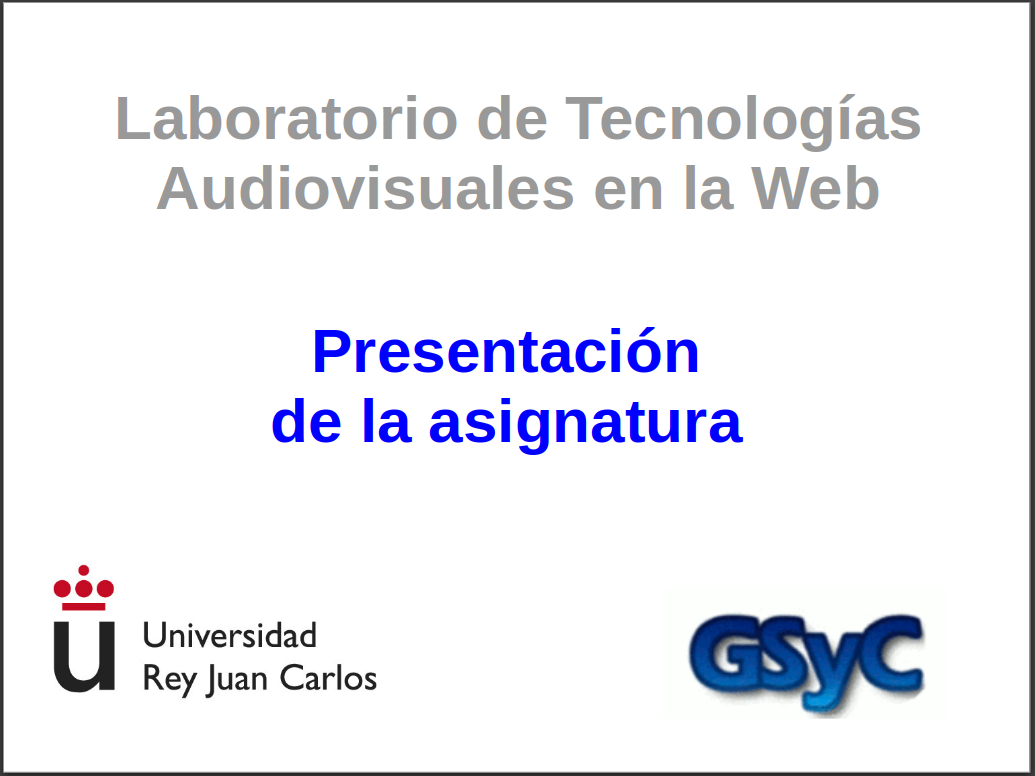 Laboratorio de Tecnologías
Audiovisuales en la Web
Presentación
de la asignatura
u
Universidad
Rey Juan Carlos
GSyC